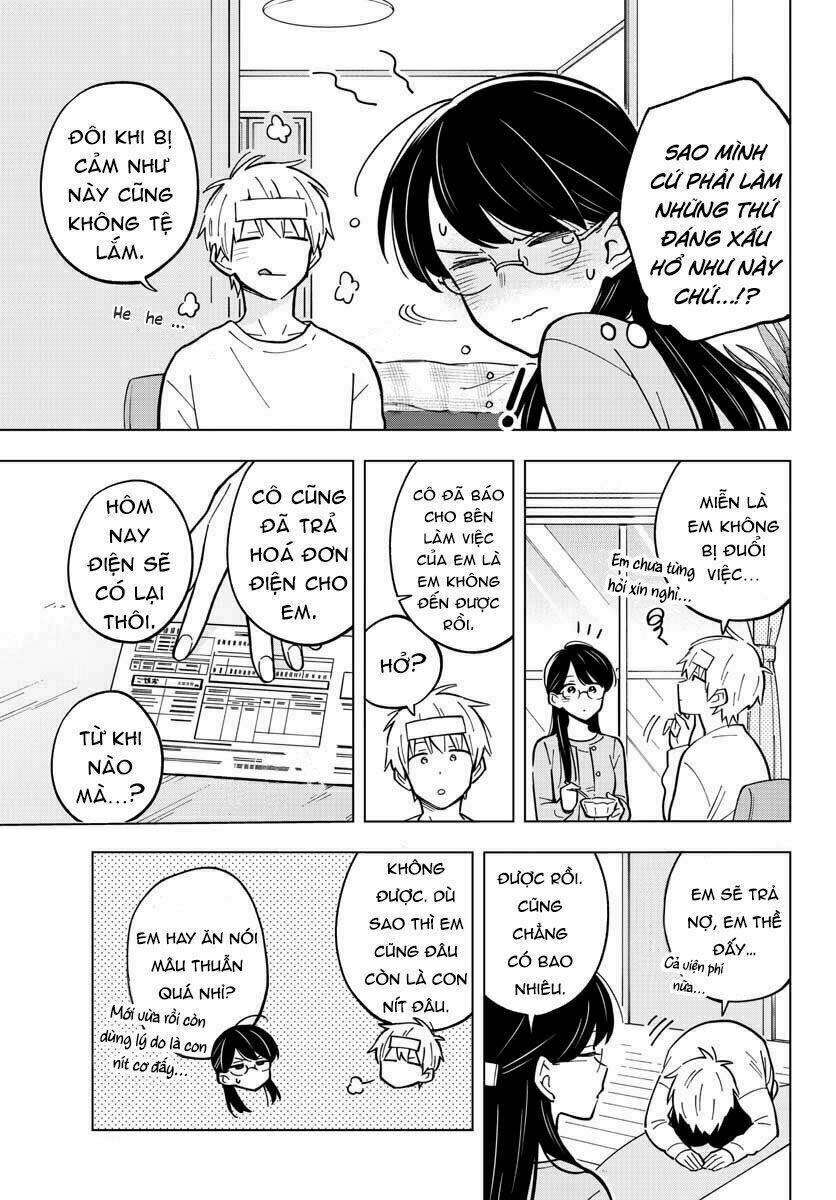 SAO MÌNH
CỨ PHẢI LÀM
NHỮNG THỨ
ĐÁNG XẤU
HỔ NHƯ NÀY
CHỨ...!?
ĐÔI KHI BỊ
CẢM NHƯ
NÀY CŨNG
KHÔNG TỆ
LẮM.
He he ...
MIỄN LÀ
EM KHÔNG
BỊ ĐUỔI
VIỆC...
Em chưa từng
hỏi xin nghỉ...
CÔ ĐÃ BÁO
CHO BÊN
LÀM VIỆC
CỦA EM LÀ
EM KHÔNG
ĐẾN ĐƯỢC
RỒI.
HỞ?
CÔ CŨNG
ĐÃ TRẢ
HOÁ ĐƠN
ĐIỆN CHO
EM.
HÔM
NAY
ĐIỆN SẼ
CÓ LẠI
THÔI.
TỪ KHI
NÀO
MÀ...?
EM SẼ TRẢ
NỢ, EM THỀ
ĐẤY...
Cả viện phí
nữa...
ĐƯỢC RỒI.
CŨNG
CHẲNG
CÓ BAO
NHIÊU.
KHÔNG
ĐƯỢC. DÙ
SAO THÌ EM
CŨNG ĐÂU
CÒN LÀ CON
NÍT ĐÂU.
EM HAY ĂN NÓI
MÂU THUẪN
QUÁ NHỈ?
Mới vừa rồi còn
dùng lý do là con
nít cơ đấy...